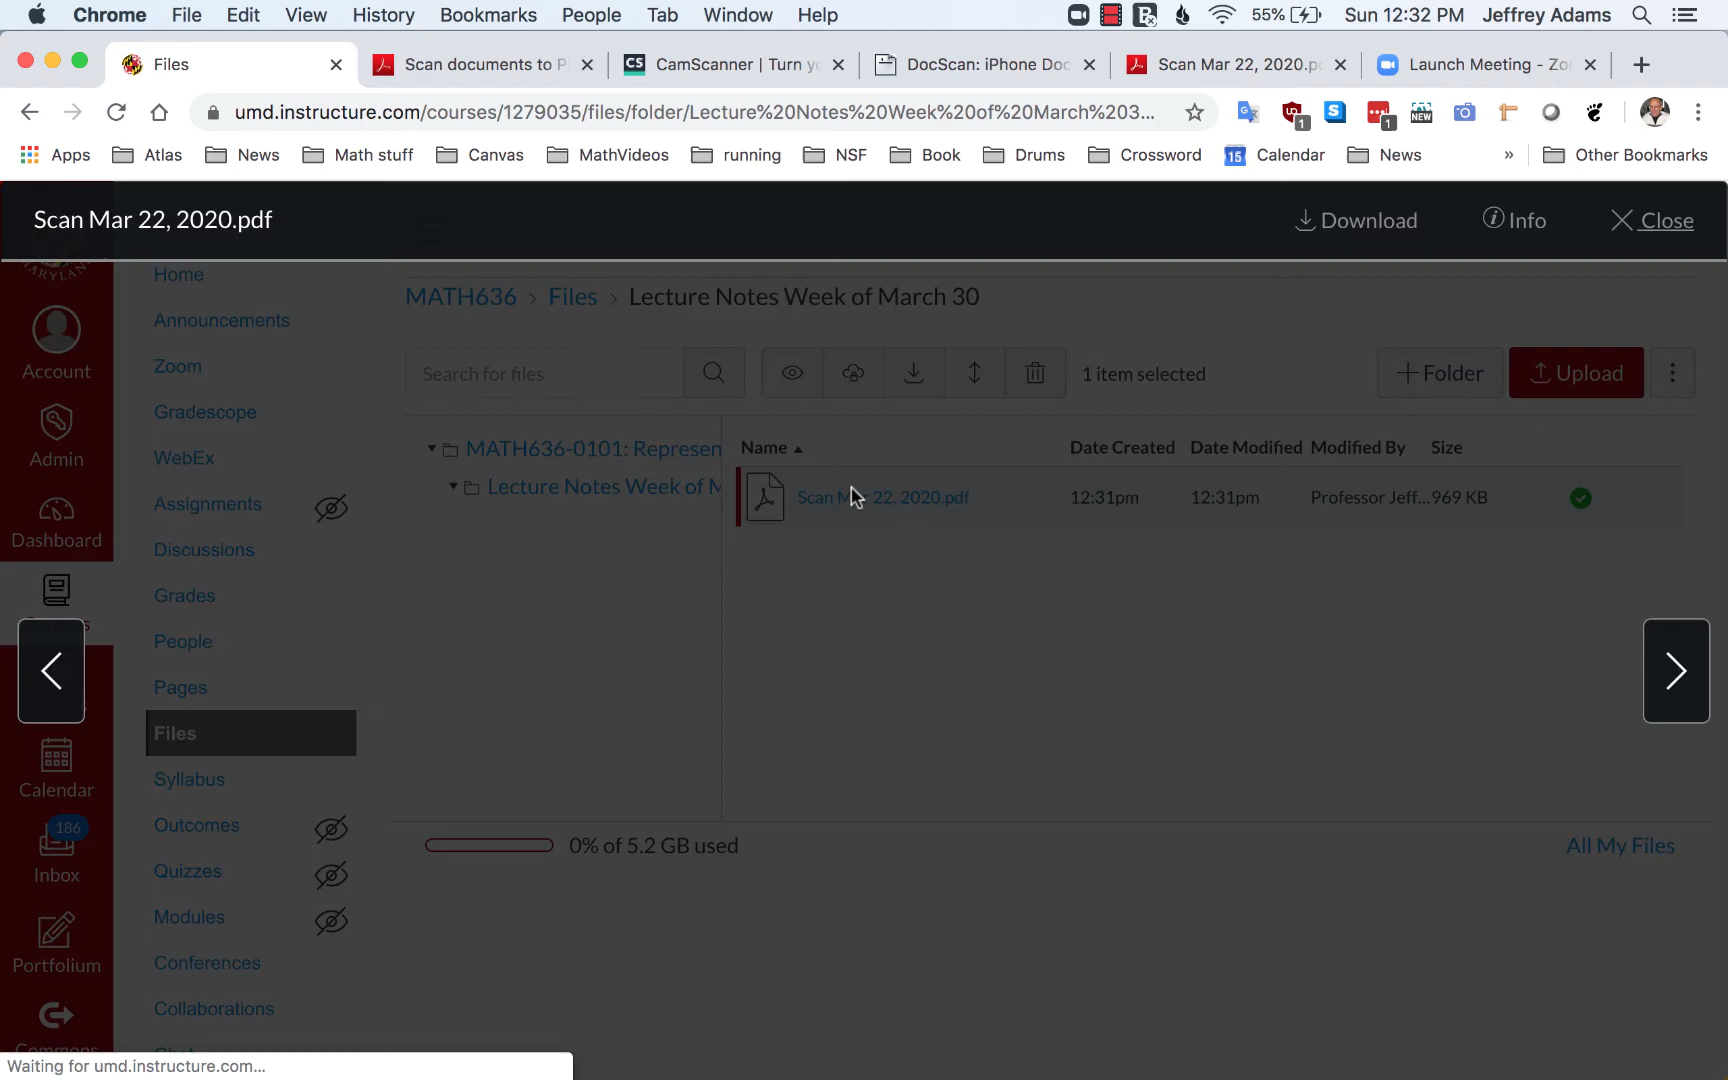 Chrome File Edit View History Bookmarks People Tab Window Help 55% Sun 12:32 PM Jeffrey Adams
Files Scan documents to P CamScanner | Turn yo DocScan: iPhone Doc Scan Mar 22, 2020.p Launch Meeting - Zoo
umd.instructure.com/courses/1279035/files/folder/Lecture%20Notes%20Week%20of%20March%203...
Apps Atlas News Math stuff Canvas MathVideos running NSF Book Drums Crossword 15 Calendar News » Other Bookmarks
Scan Mar 22, 2020.pdf Download Info Close
Home
MATH636 > Files > Lecture Notes Week of March 30
Announcements
Account
Zoom
Search for files 1 item selected +Folder Upload
Gradescope
Admin
WebEx
MATH636-0101: Represen Name Date Created Date Modified Modified By Size
Lecture Notes Week of M Scan Mar 22, 2020.pdf 12:31pm 12:31pm Professor Jeff... 969 KB
Assignments
Dashboard
Discussions
Grades
People
Pages
Files
Syllabus
Calendar
Outcomes
186
Inbox
0% of 5.2 GB used All My Files
Quizzes
Modules
Portfolium
Conferences
Collaborations
Commons
Waiting for umd.instructure.com...